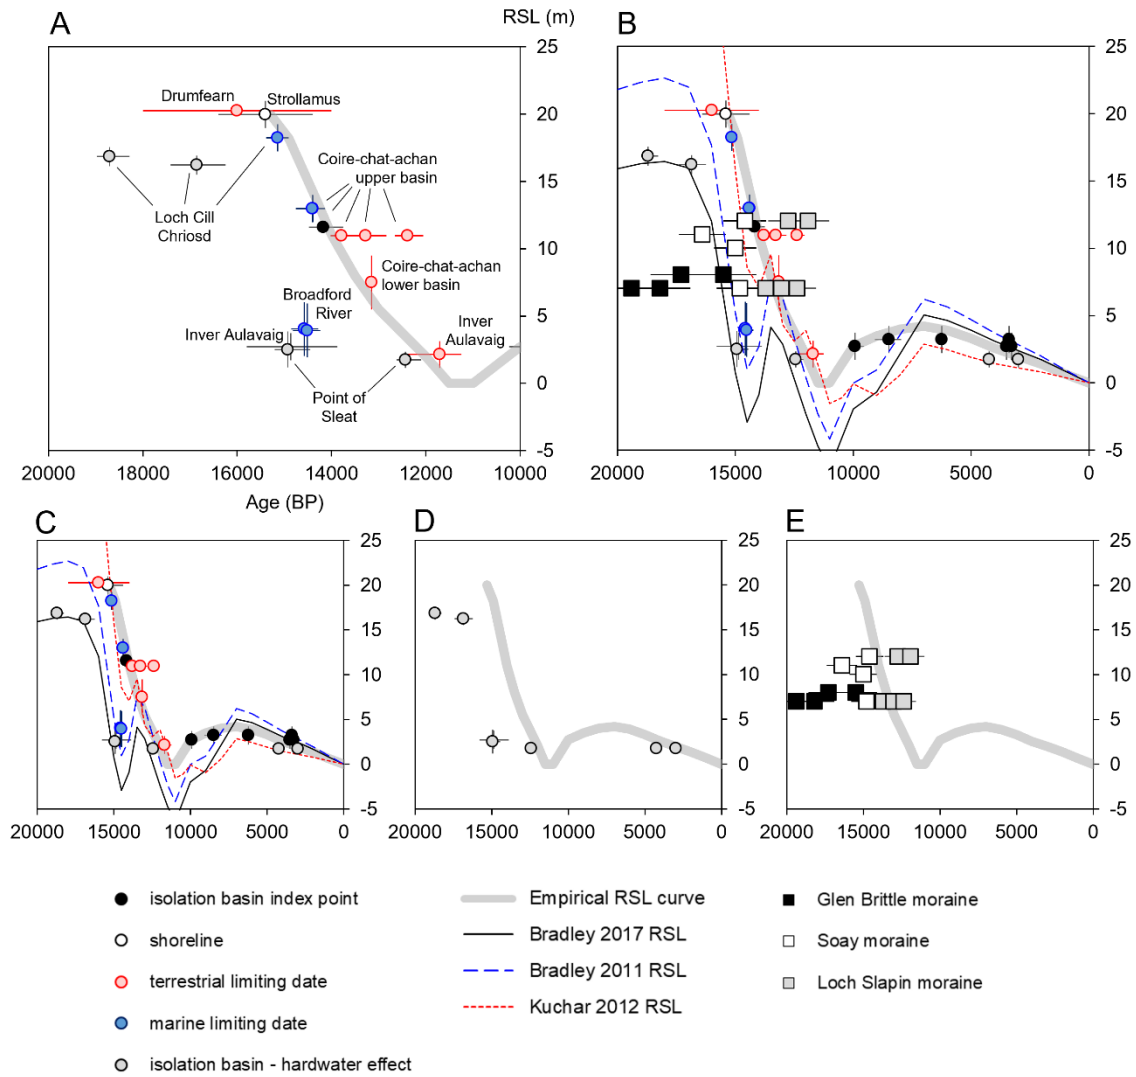 A
RSL (m)
B
25
20
15
10
5
0
-5
Drumfearn
Strollamus
Coire-chat-achan
upper basin
Loch Cill
Chriosd
Coire-chat-achan
lower basin
Broadford
River
Inver Aulavaig
Inver
Aulavaig
Point of
Sleat
20000 18000 16000 14000 12000 10000
Age (BP)
25
20
15
10
5
0
-5
20000 15000 10000 5000 0
C
25
20
15
10
5
0
-5
20000 15000 10000 5000 0
D
25
20
15
10
5
0
-5
20000 15000 10000 5000 0
E
25
20
15
10
5
0
-5
20000 15000 10000 5000 0
isolation basin index point
shoreline
terrestrial limiting date
marine limiting date
isolation basin - hardwater effect
Empirical RSL curve
Bradley 2017 RSL
Bradley 2011 RSL
Kuchar 2012 RSL
Glen Brittle moraine
Soay moraine
Loch Slapin moraine